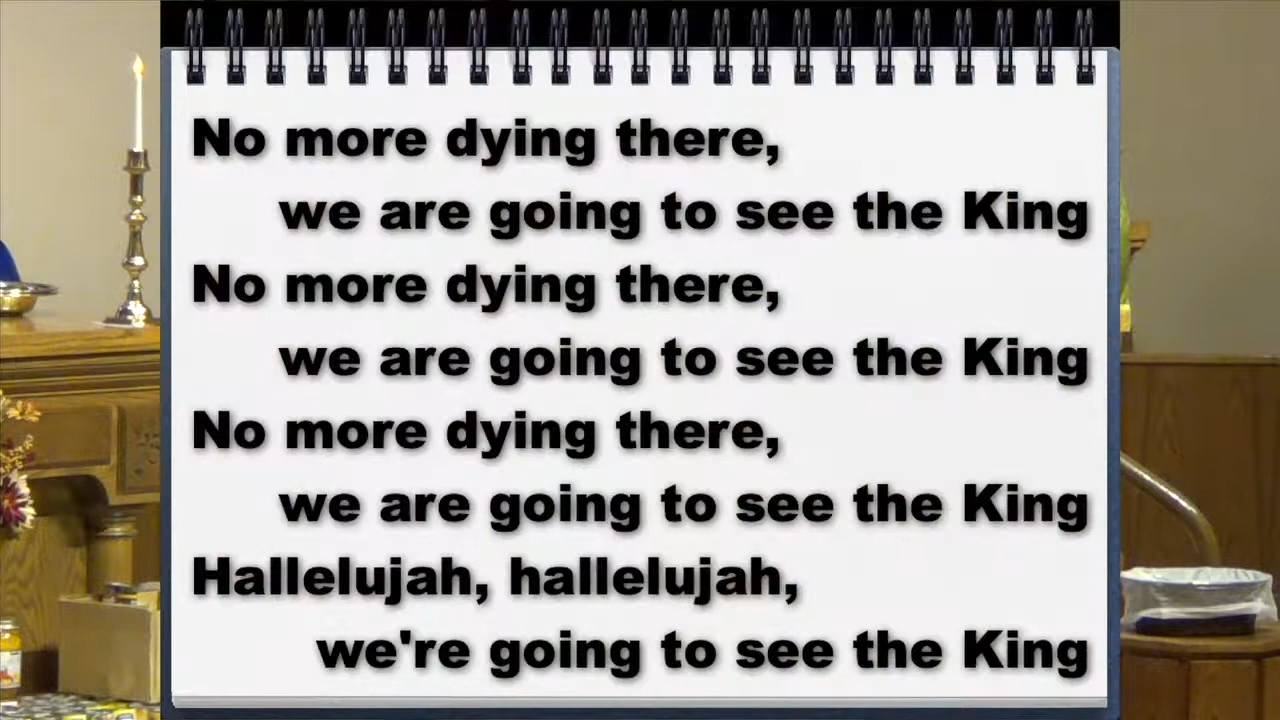 No more dying there,
we are going to see the King
No more dying there,
we are going to see the King
No more dying there,
we are going to see the King
Hallelujah, hallelujah,
we're going to see the King